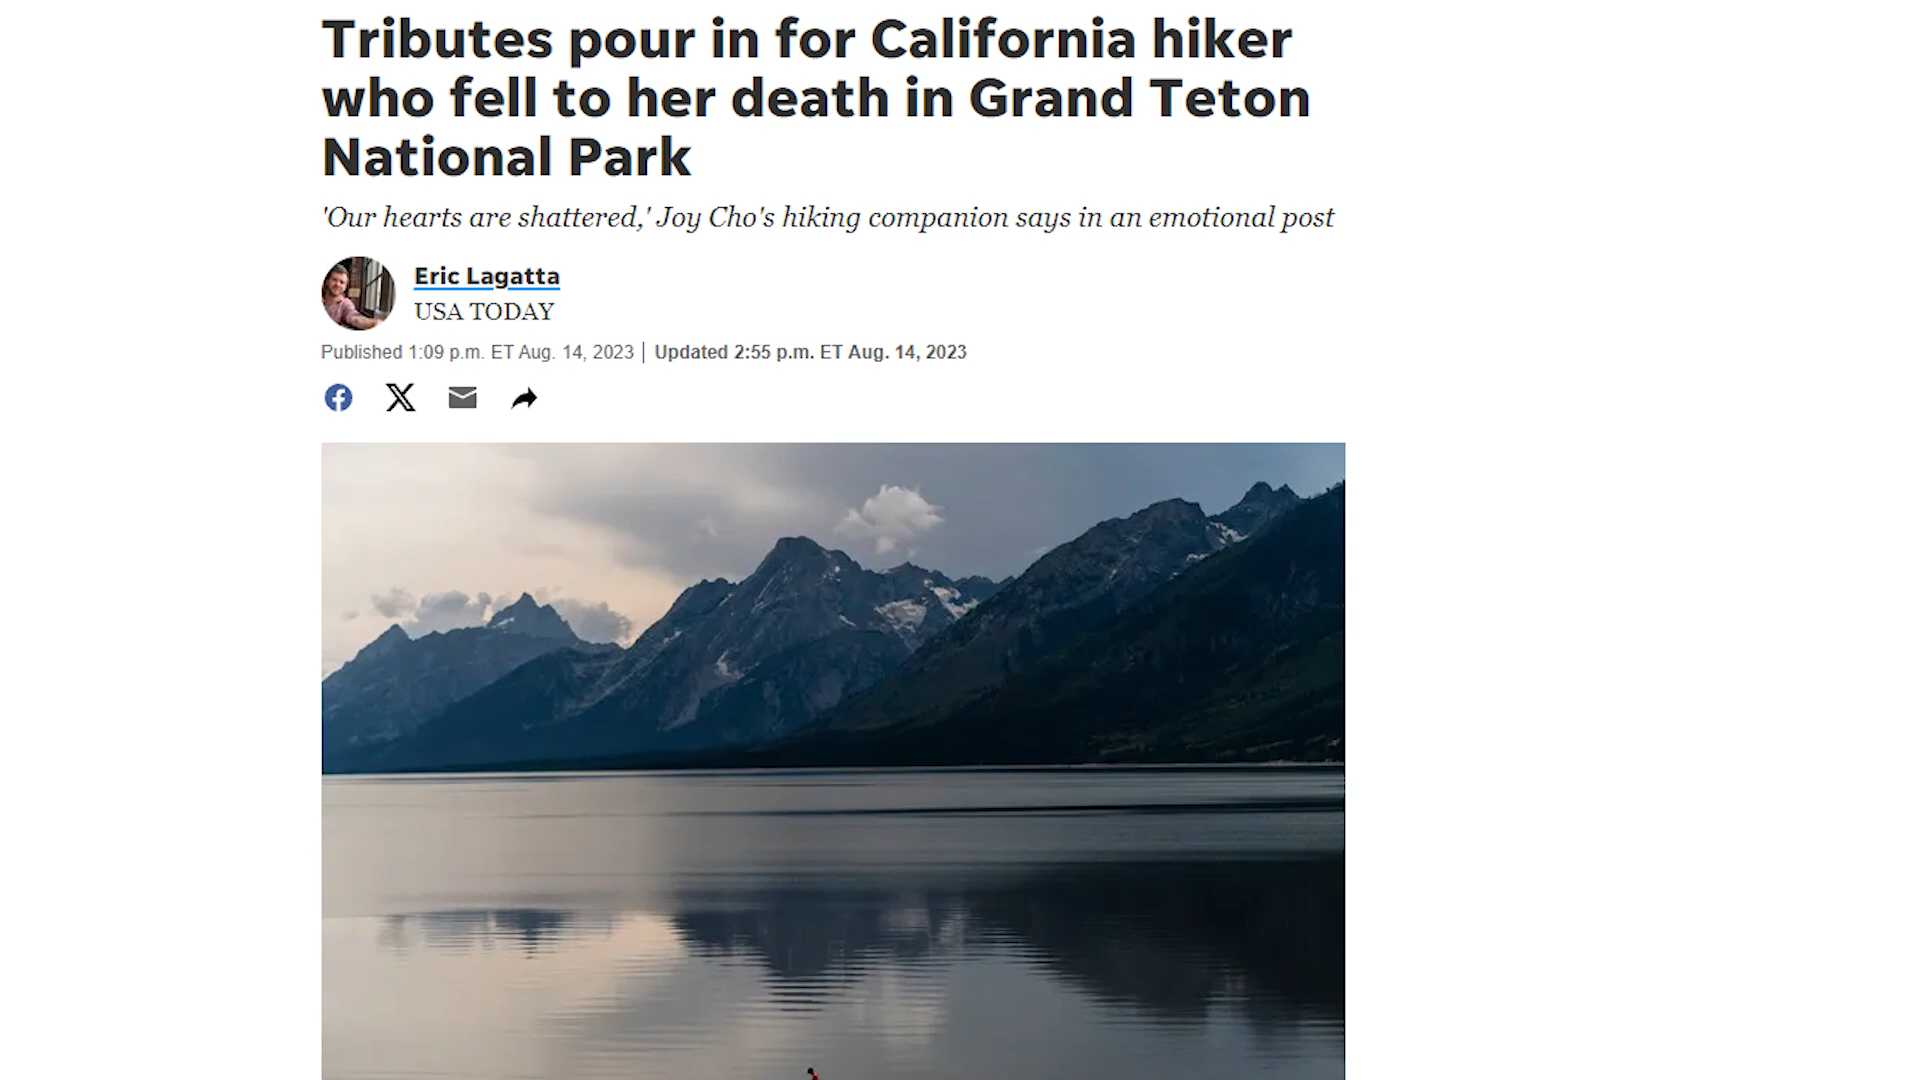 Tributes pour in for California hiker
who fell to her death in Grand Teton
National Park
'Our hearts are shattered,' Joy Cho's hiking companion says in an emotional post
Eric Lagatta
USA TODAY
Published 1:09 p.m. ET Aug. 14, 2023 | Updated 2:55 p.m. ET Aug. 14, 2023